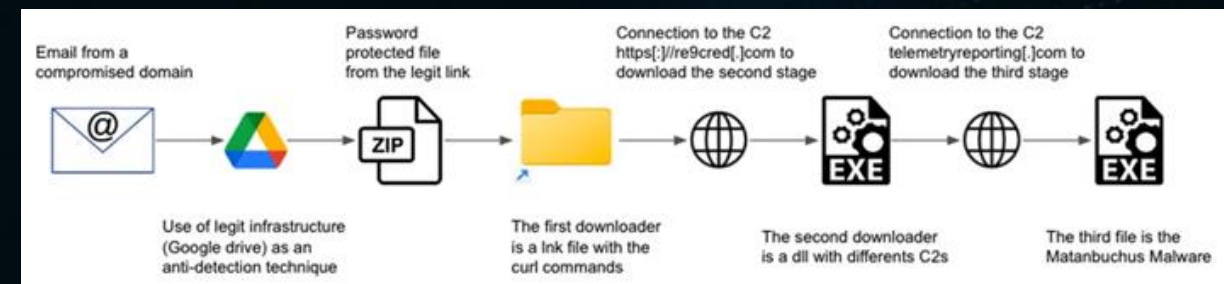 Email from a
compromised domain
@
Use of legit infrastructure
(Google drive) as an
anti-detection technique
Password
protected file
from the legit link
ZIP
The first downloader
is a lnk file with the
curl commands
Connection to the C2
https[:]//re9cred[.]com to
download the second stage
EXE
The second downloader
is a dll with differents C2s
Connection to the C2
telemetryreporting[.]com to
download the third stage
EXE
The third file is the
Matanbuchus Malware